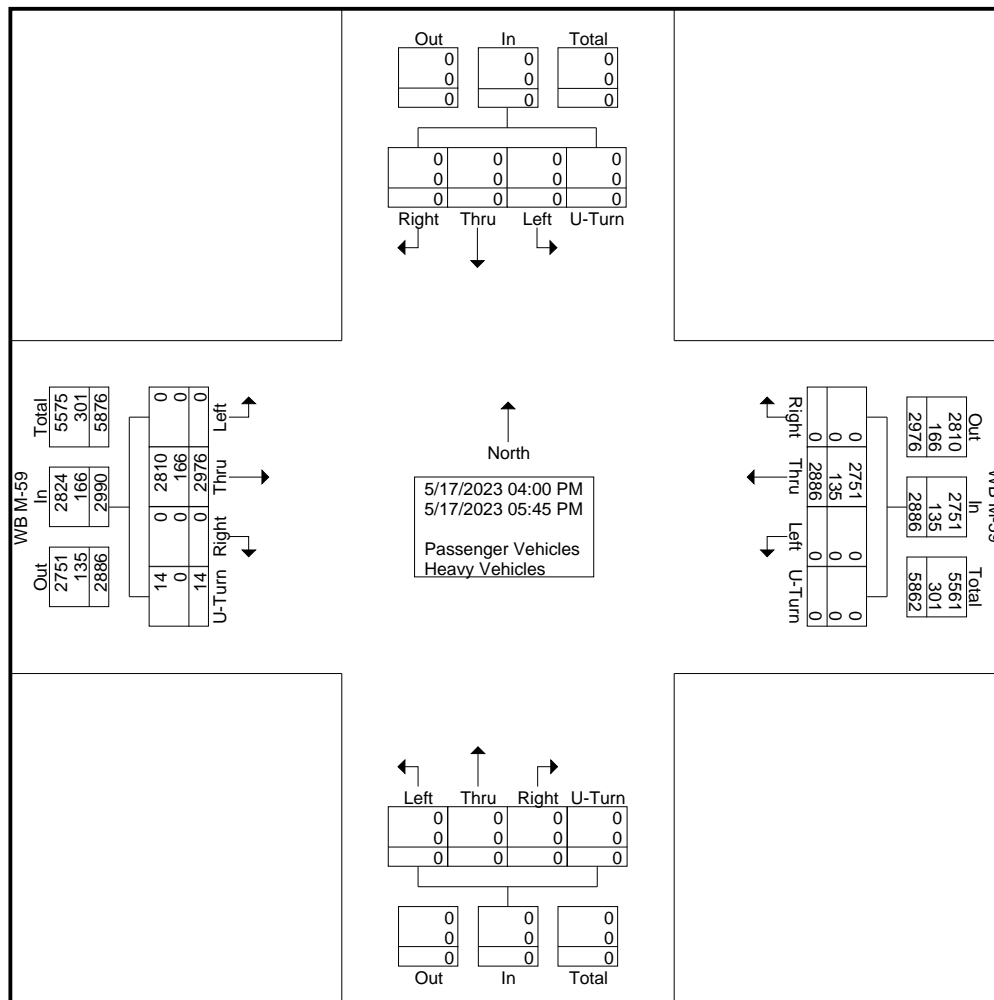 Out In Total
0 0 0
0 0 0
0 0 0
0 0 0 0
0 0 0 0
0 0 0 0
Right Thru Left U-Turn
WB M-59
Total In Out
5575 2824 2751
301 166 135
5876 2990 2886
0 2810 0 14
0 166 0 0
0 2976 0 14
Left Thru Right U-Turn
North
5/17/2023 04:00 PM
5/17/2023 05:45 PM
Passenger Vehicles
Heavy Vehicles
Right Thru Left U-Turn
0 2751 0 0
0 135 0 0
0 2886 0 0
Out In Total
2810 2751 5561
166 135 301
2976 2886 5862
WB M-59
Left Thru Right U-Turn
0 0 0 0
0 0 0 0
0 0 0 0
0 0 0
0 0 0
0 0 0
Out In Total